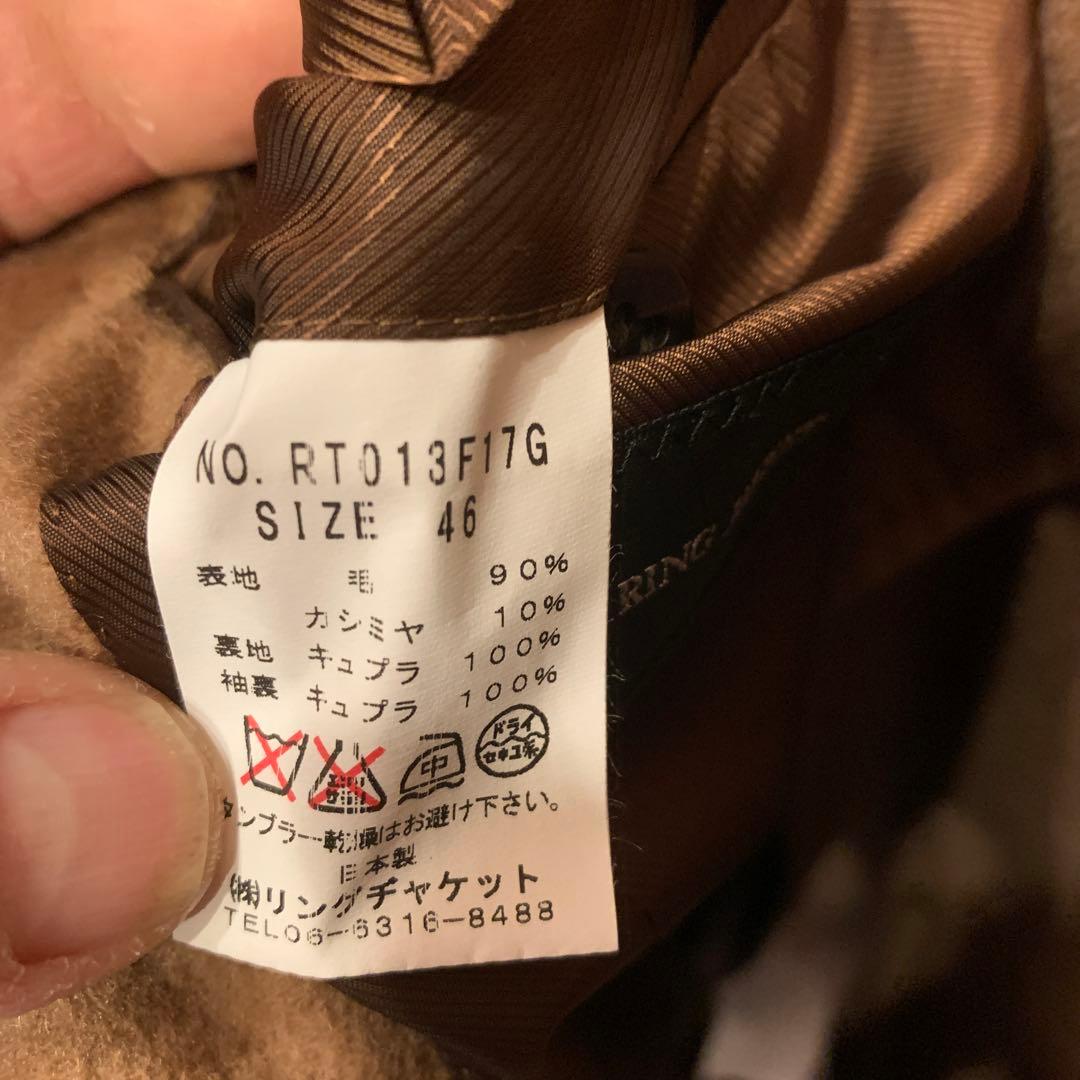 NO. RT013F17G
SIZE 46
表地 毛 90%
カシミヤ 10%
裏地 キュプラ 100%
袖裏 キュプラ 100%
中
ドライ
セキユ系
タンブラー乾燥はお避け下さい。
日本製
(株)リングヂャケット
TEL06-6316-8488
RING